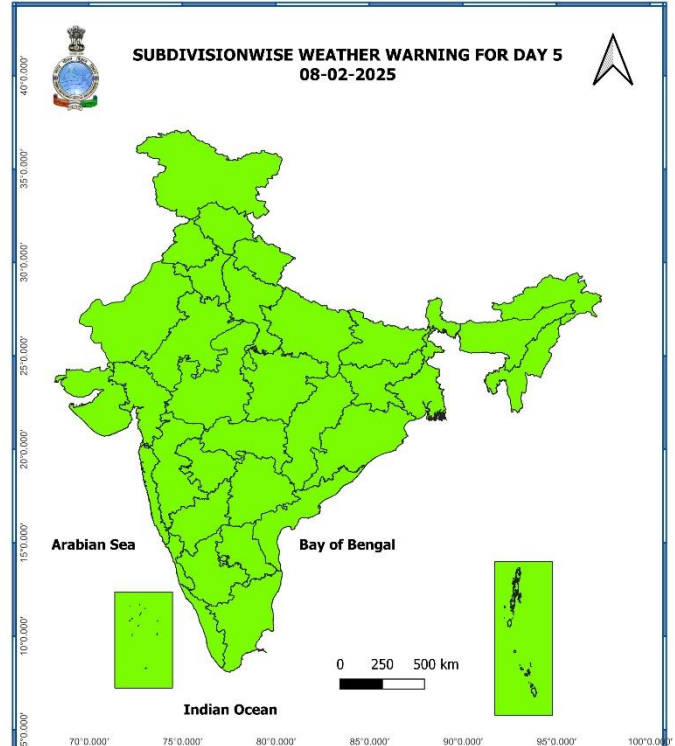 SUBDIVISIONWISE WEATHER WARNING FOR DAY 5
08-02-2025
40°0.000'
35°0.000'
30°0.000'
25°0.000'
20°0.000'
15°0.000'
10°0.000'
5°0.000'
Arabian Sea
Bay of Bengal
0 250 500 km
Indian Ocean
70°0.000' 75°0.000' 80°0.000' 85°0.000' 90°0.000' 95°0.000' 100°0.000'